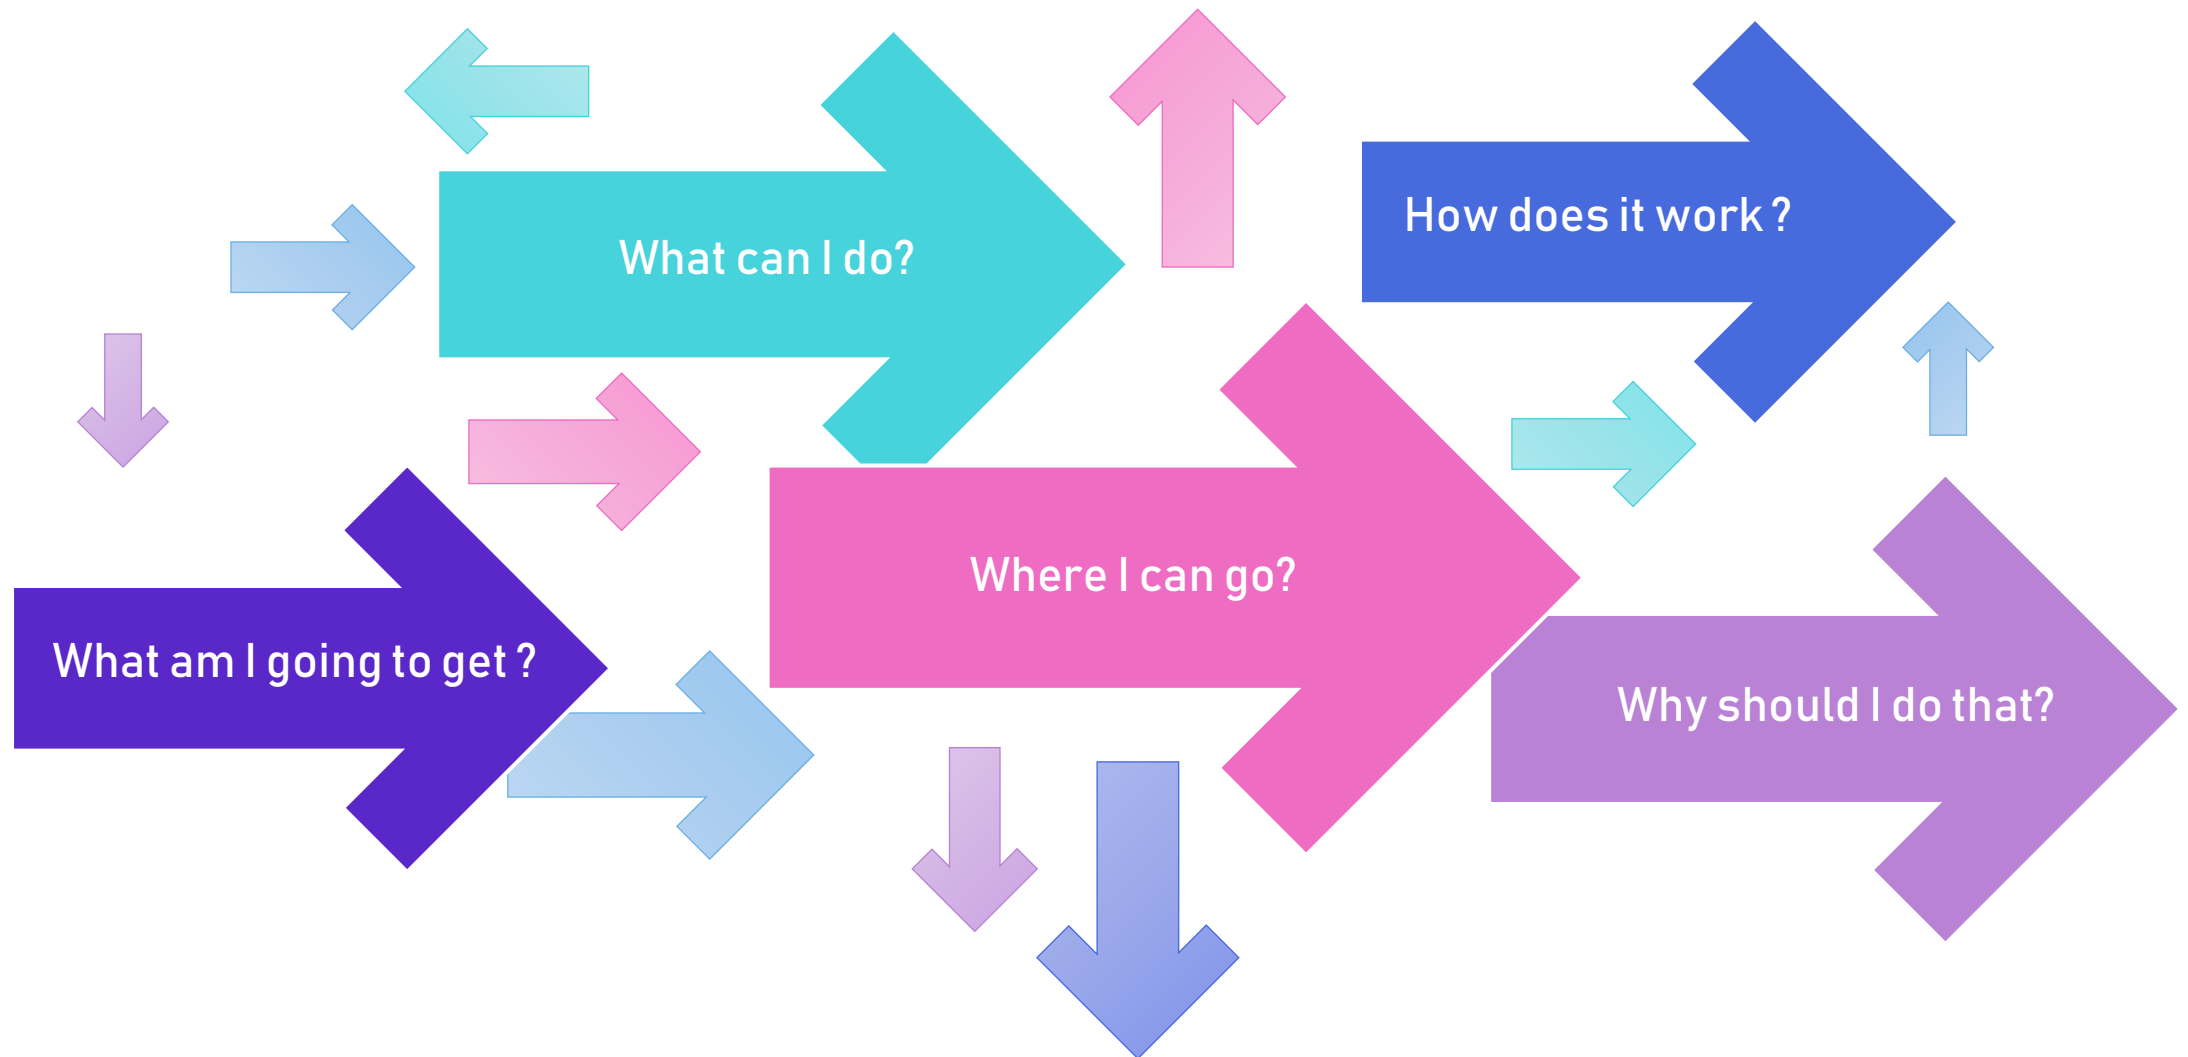 What can I do?
How does it work ?
Where I can go?
What am I going to get ?
Why should I do that?